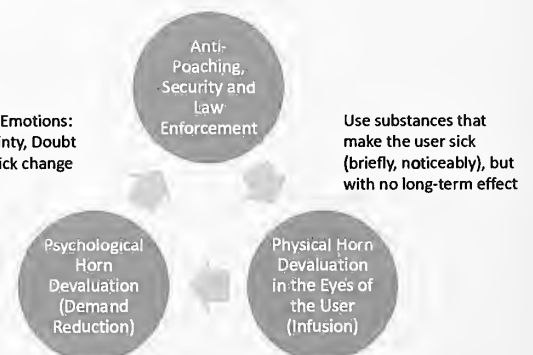 Anti-
Poaching,
Security and
Law
Enforcement
Emotions:
Doubt
change
Use substances that
make the user sick
(briefly, noticeably), but
with no long-term effect
Psychological
Horn
Devaluation
(Demand
Reduction)
Physical Horn
Devaluation
in the Eyes of
the User
(Infusion)